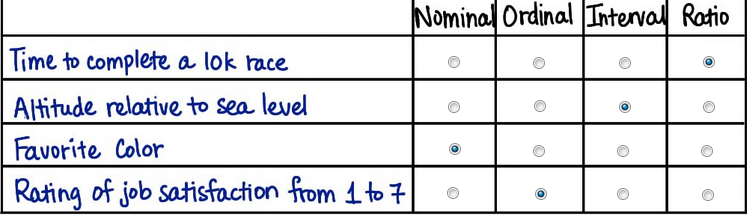 Nominal Ordinal Interval Ratio
Time to complete a 10k race
Altitude relative to sea level
Favorite Color
Rating of job satisfaction from 1 to 7